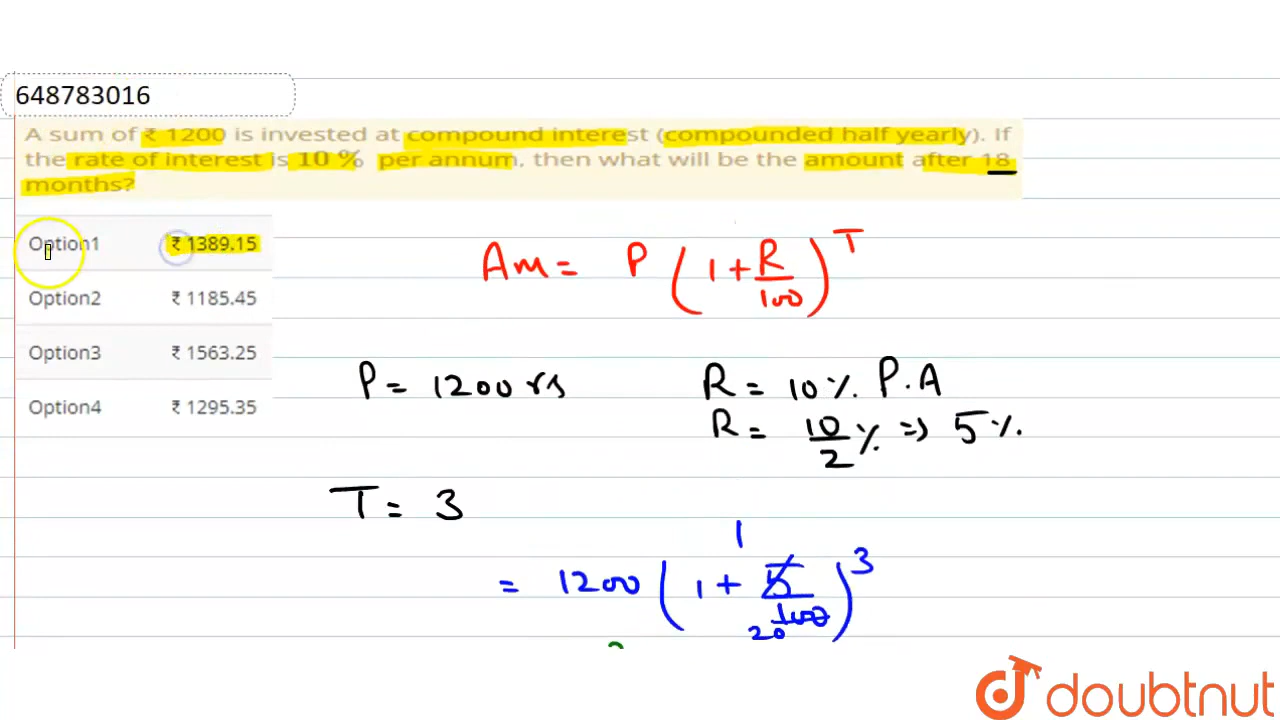 648783016
A sum of ₹ 1200 is invested at compound interest (compounded half yearly). If
the rate of interest is 10 % per annum, then what will be the amount after 18
months?
Option1 ₹ 1389.15
Option2 ₹ 1185.45
Option3 ₹ 1563.25
Option4 ₹ 1295.35
Am = P (1 + R/100)^T
P = 1200 rs R = 10 %. P.A
R = 10/2 % => 5 %.
T = 3
1
= 1200 (1 + 5/100)^3
20
doubtnut